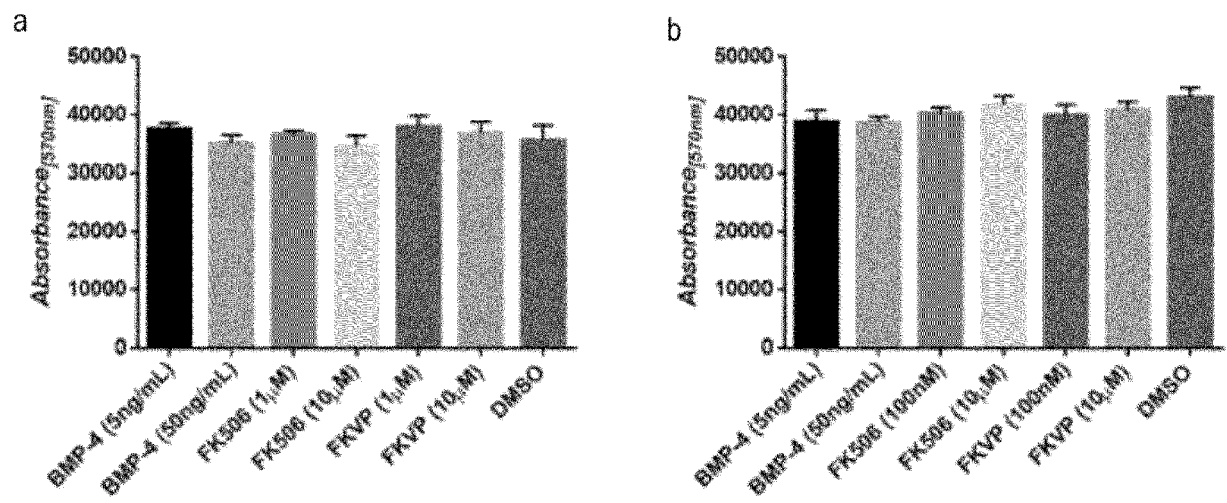 a
50000
40000
30000
20000
10000
0
Absorbance[570nm]
BMP-4 (5ng/mL)
BMP-4 (50ng/mL)
FK506 (1μM)
FK506 (10μM)
FKVP (1μM)
FKVP (10μM)
DMSO
b
50000
40000
30000
20000
10000
0
Absorbance[570nm]
BMP-4 (5ng/mL)
BMP-4 (50ng/mL)
FK506 (100nM)
FK506 (10μM)
FKVP (100nM)
FKVP (10μM)
DMSO